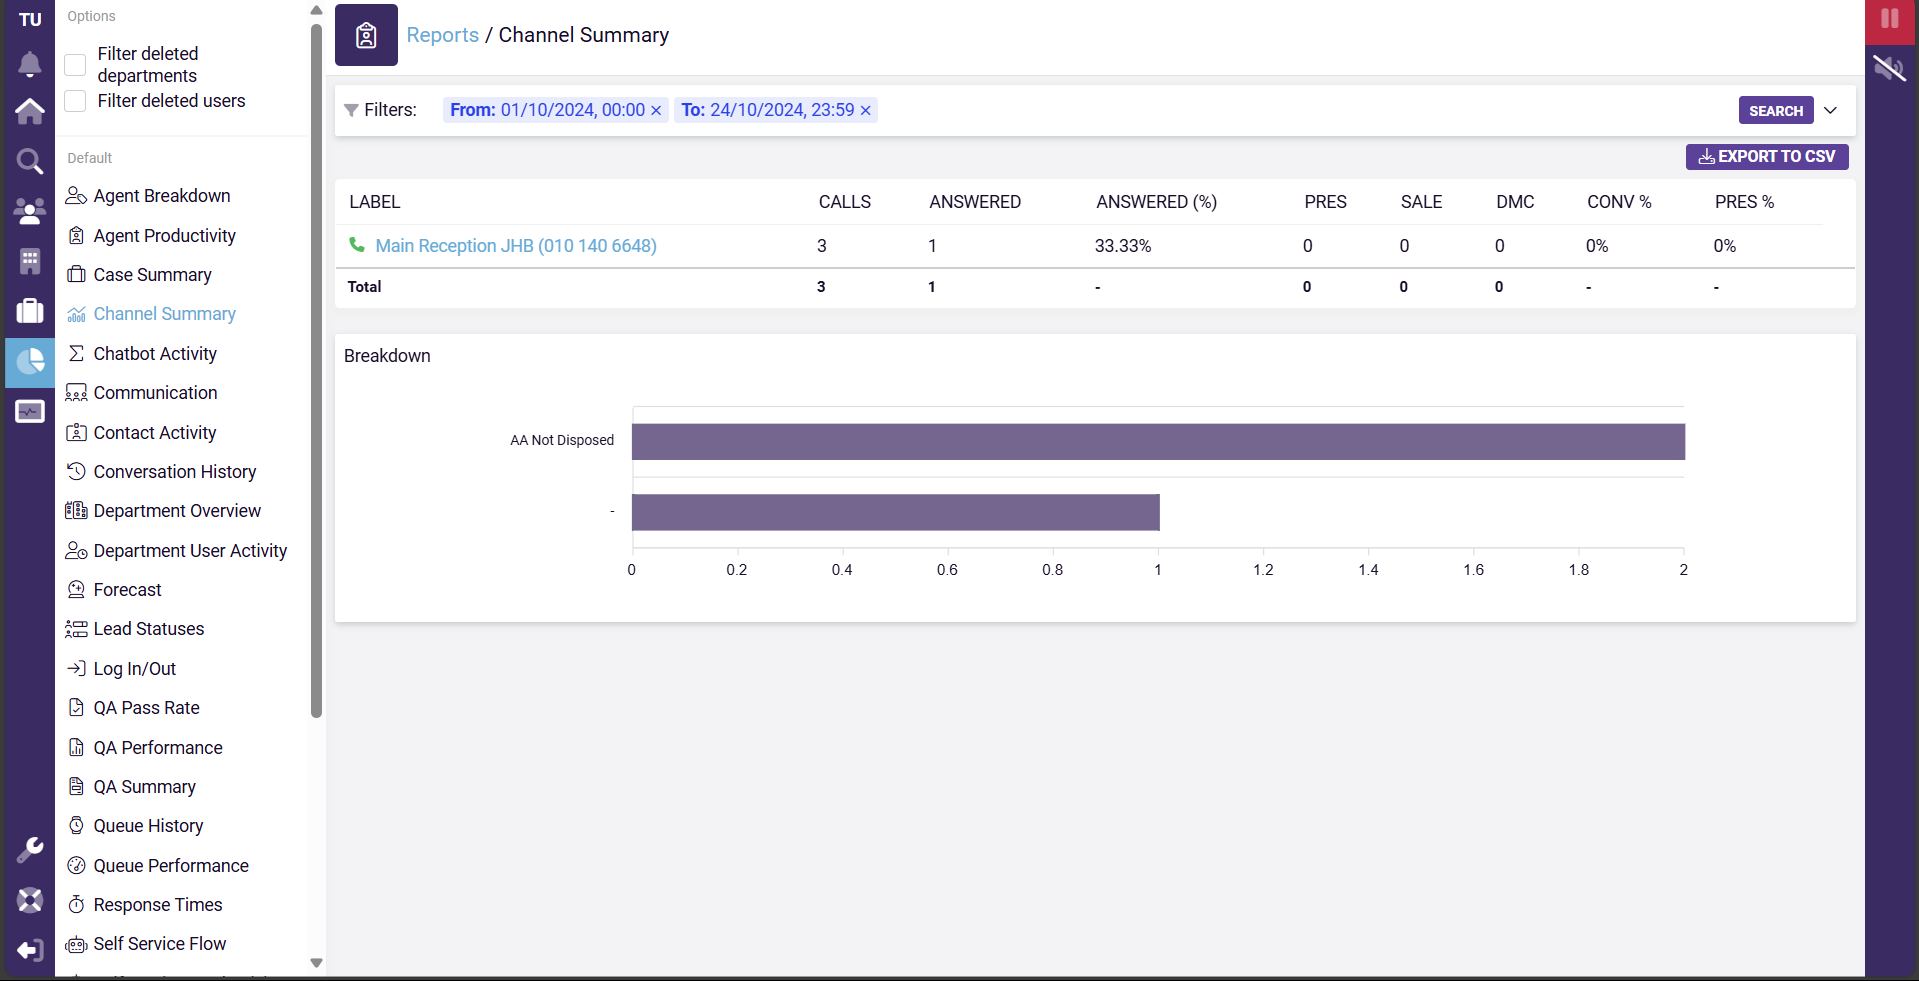 TU
Options
Filter deleted
departments
Filter deleted users
Default
Agent Breakdown
Agent Productivity
Case Summary
Channel Summary
Chatbot Activity
Communication
Contact Activity
Conversation History
Department Overview
Department User Activity
Forecast
Lead Statuses
Log In/Out
QA Pass Rate
QA Performance
QA Summary
Queue History
Queue Performance
Response Times
Self Service Flow
Reports / Channel Summary
Filters: From: 01/10/2024, 00:00 × To: 24/10/2024, 23:59 × SEARCH
EXPORT TO CSV
LABEL CALLS ANSWERED ANSWERED (%) PRES SALE DMC CONV % PRES %
Main Reception JHB (010 140 6648) 3 1 33.33% 0 0 0 0% 0%
Total 3 1 - 0 0 0 - -
Breakdown
AA Not Disposed
-
0 0.2 0.4 0.6 0.8 1 1.2 1.4 1.6 1.8 2